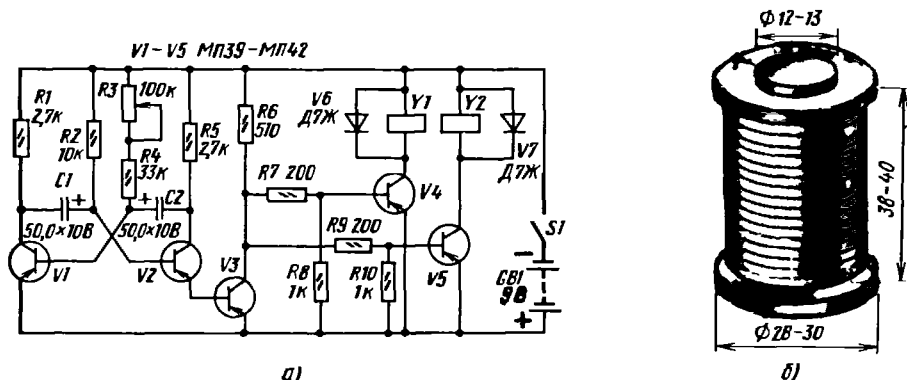 V1-V5 МП39-МП42
R1
2,7к
R2
10к
R3
100к
R4
33к
R5
2,7к
R6
510
V6
Д7Ж
Y1
Y2
V7
Д7Ж
C1
+
50,0×10В
+
C2
50,0×10В
R7 200
V4
R9 200
V1
V2
V3
R8
1к
R10
1к
V5
S1
−
GB1
9В
+
а)
Ф12-13
38-40
Ф28-30
б)